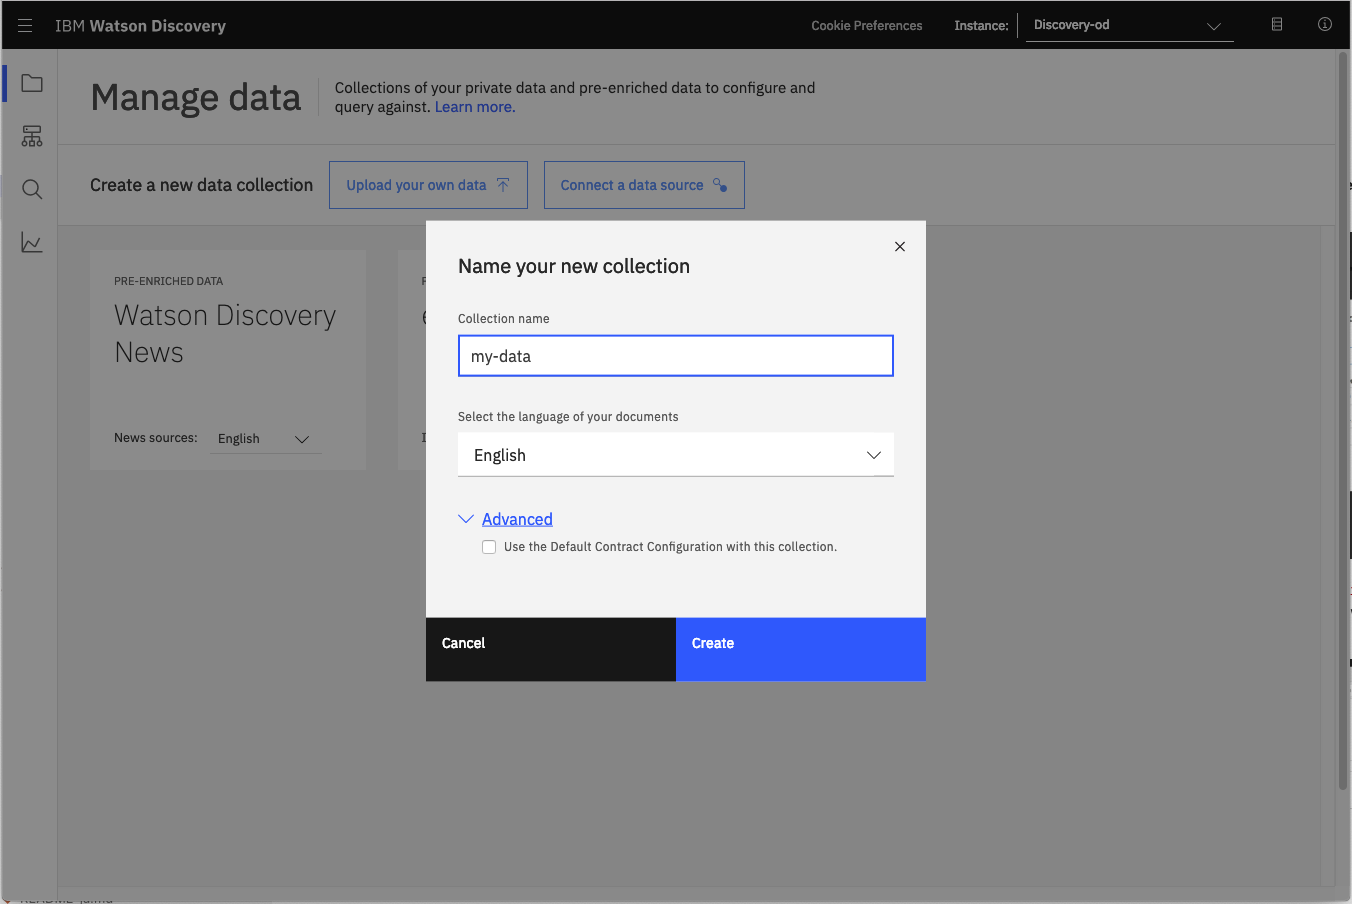 IBM Watson Discovery
Cookie Preferences
Instance:
Discovery-od
Manage data
Collections of your private data and pre-enriched data to configure and
query against. Learn more.
Create a new data collection
Upload your own data
Connect a data source
PRE-ENRICHED DATA
Watson Discovery
News
News sources:
English
Name your new collection
Collection name
my-data
Select the language of your documents
English
Advanced
Use the Default Contract Configuration with this collection.
Cancel
Create